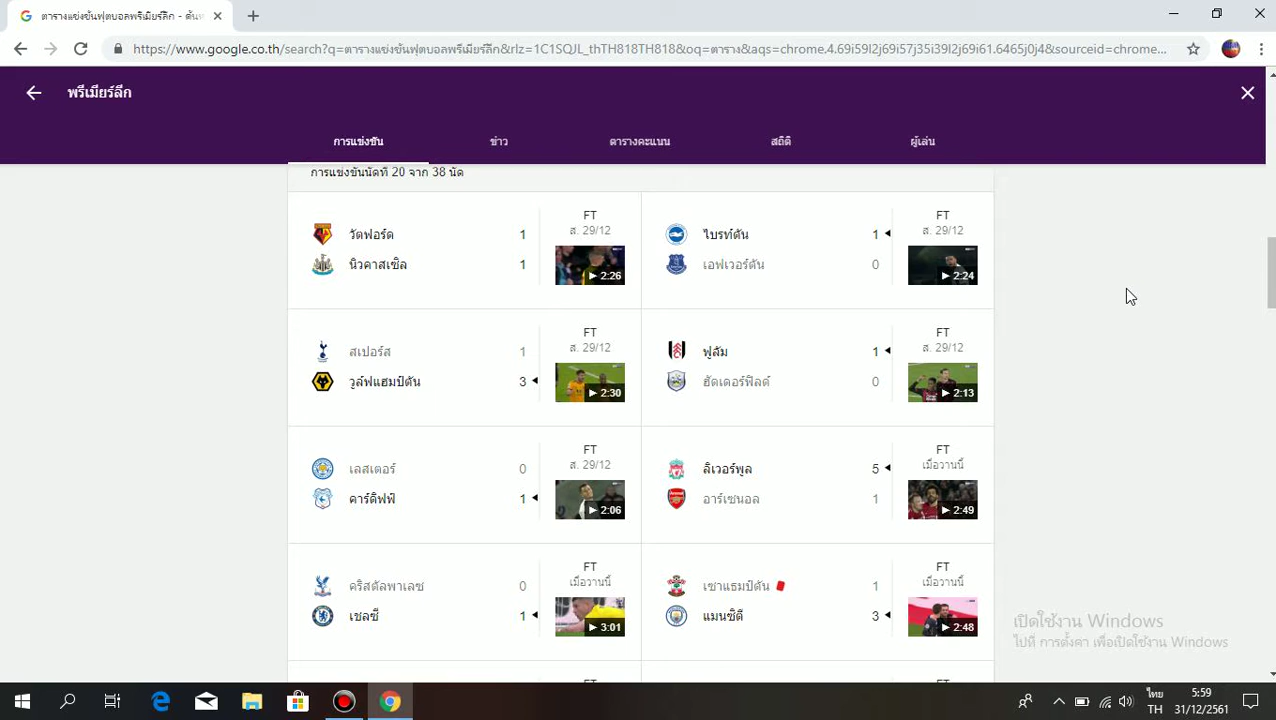 ตารางแข่งขันฟุตบอลพรีเมียร์ลีก - ค้นห
https://www.google.co.th/search?q=ตารางแข่งขันฟุตบอลพรีเมียร์ลีก&rlz=1C1SQJL_thTH818TH818&oq=ตาราง&aqs=chrome.4.69i59l2j69i57j35i39l2j69i61.6465j0j4&sourceid=chrome...
พรีเมียร์ลีก
การแข่งขัน ข่าว ตารางคะแนน สถิติ ผู้เล่น
การแข่งขันนัดที่ 20 จาก 38 นัด
วัตฟอร์ด 1
นิวคาสเซิล 1
FT
ส. 29/12
2:26
ไบรท์ตัน 1
เอฟเวอร์ตัน 0
FT
ส. 29/12
2:24
สเปอร์ส 1
วูล์ฟแฮมป์ตัน 3
FT
ส. 29/12
2:30
ฟูลัม 1
ฮัดเดอร์ฟิลด์ 0
FT
ส. 29/12
2:13
เลสเตอร์ 0
คาร์ดิฟฟ์ 1
FT
ส. 29/12
2:06
ลิเวอร์พูล 5
อาร์เซนอล 1
FT
เมื่อวานนี้
2:49
คริสตัลพาเลซ 0
เชลซี 1
FT
เมื่อวานนี้
3:01
เซาแธมป์ตัน 1
แมนซิตี 3
FT
เมื่อวานนี้
2:48
FT
FT
เปิดใช้งาน Windows
ไปที่ การตั้งค่า เพื่อเปิดใช้งาน Windows
ไทย
TH
5:59
31/12/2561